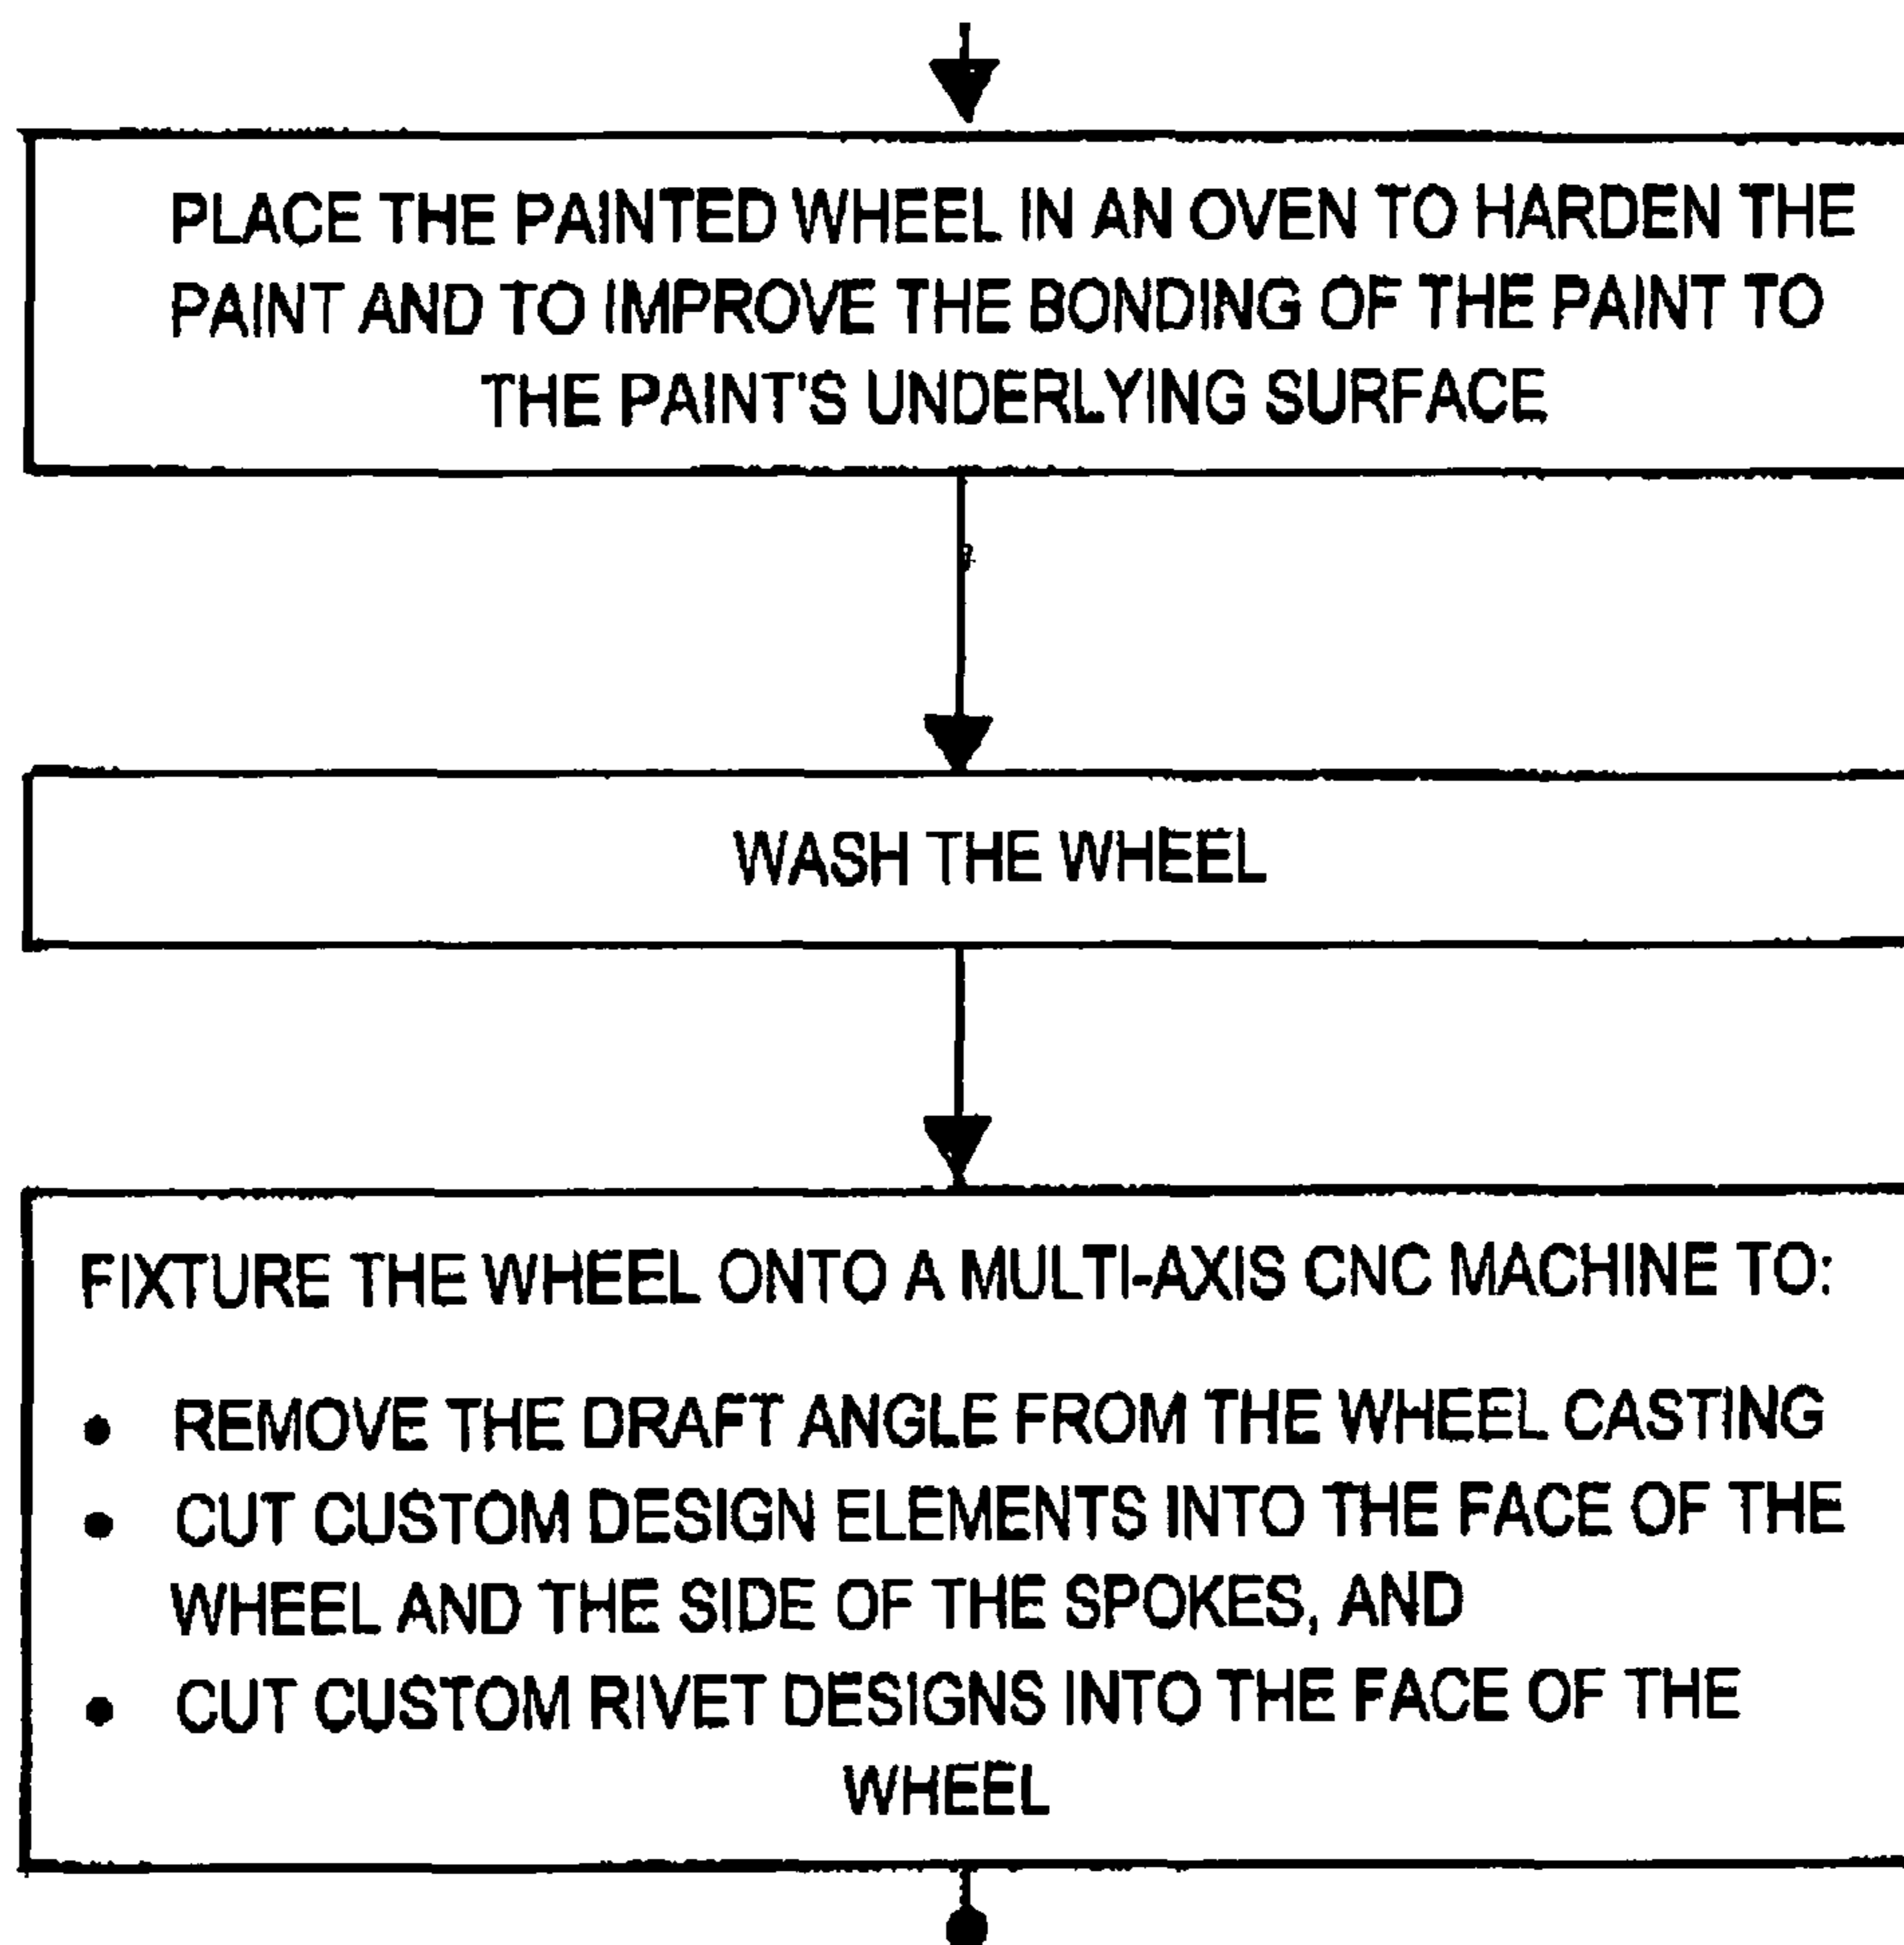 PLACE THE PAINTED WHEEL IN AN OVEN TO HARDEN THE
PAINT AND TO IMPROVE THE BONDING OF THE PAINT TO
THE PAINT'S UNDERLYING SURFACE
WASH THE WHEEL
FIXTURE THE WHEEL ONTO A MULTI-AXIS CNC MACHINE TO:
● REMOVE THE DRAFT ANGLE FROM THE WHEEL CASTING
● CUT CUSTOM DESIGN ELEMENTS INTO THE FACE OF THE
WHEEL AND THE SIDE OF THE SPOKES, AND
● CUT CUSTOM RIVET DESIGNS INTO THE FACE OF THE
WHEEL